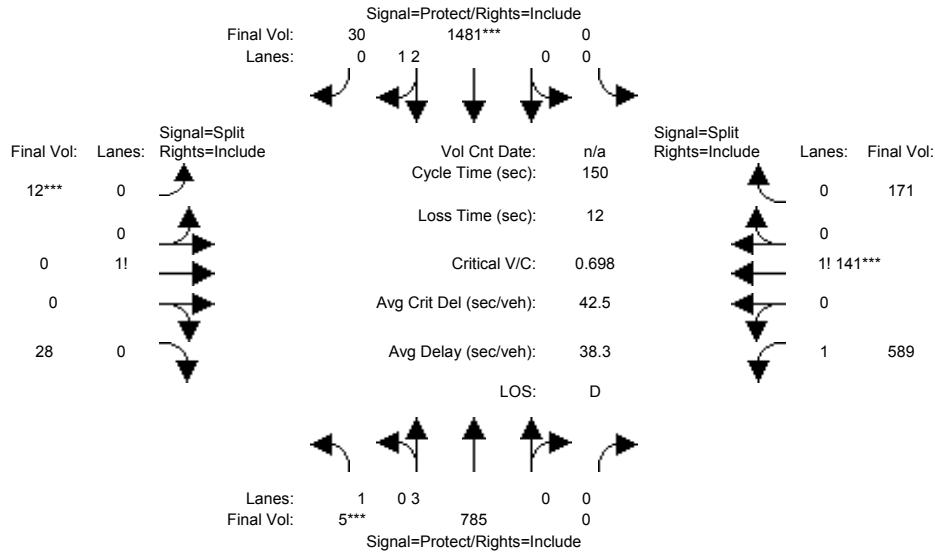 Signal=Protect/Rights=Include
Final Vol: 30 1481*** 0
Lanes: 0 1 2 0 0
Signal=Split Signal=Split
Final Vol: Lanes: Rights=Include Vol Cnt Date: n/a Rights=Include Lanes: Final Vol:
Cycle Time (sec): 150
12*** 0 0 171
Loss Time (sec): 12
0 0
0 1! Critical V/C: 0.698 1! 141***
0 0 Avg Crit Del (sec/veh): 42.5 0
28 0 Avg Delay (sec/veh): 38.3 1 589
LOS: D
Lanes: 1 0 3 0 0
Final Vol: 5*** 785 0
Signal=Protect/Rights=Include